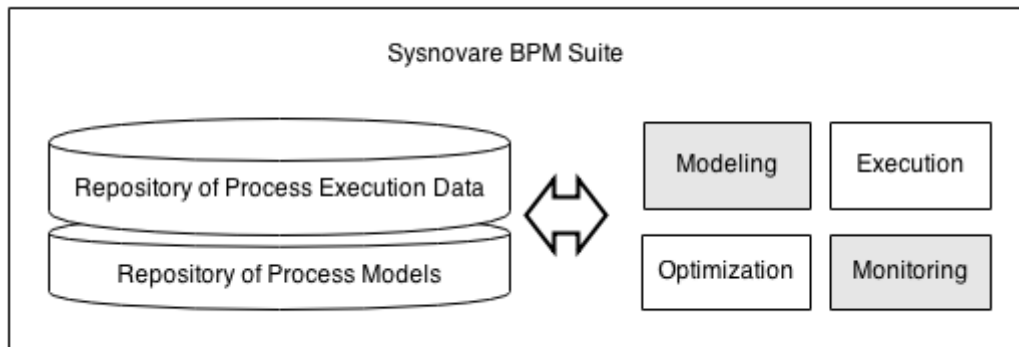 Sysnovare BPM Suite
Repository of Process Execution Data
Repository of Process Models
Modeling
Execution
Optimization
Monitoring